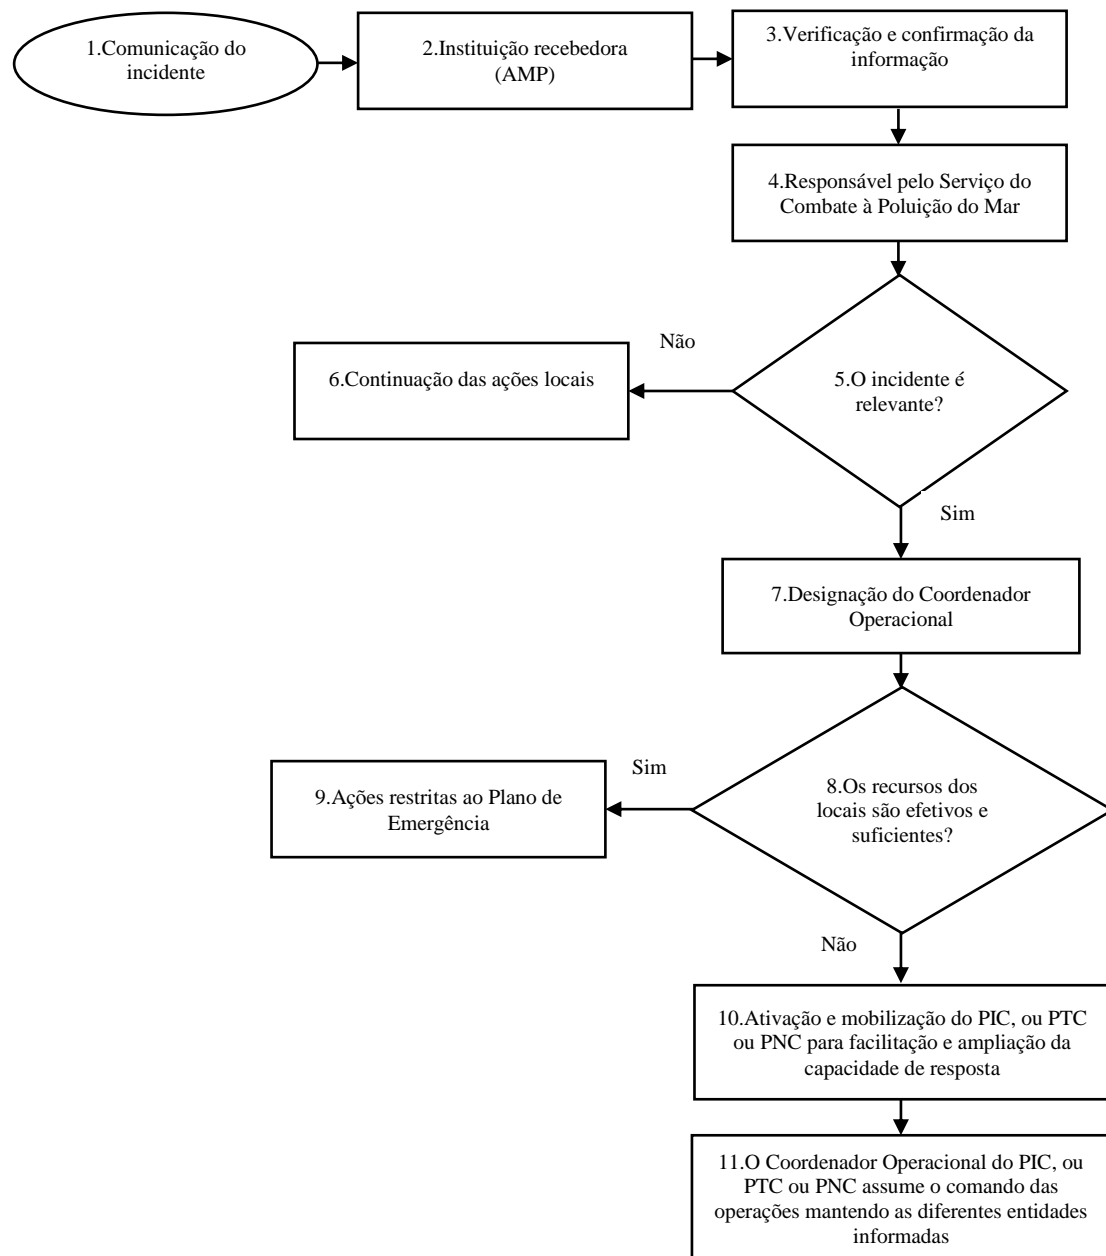 1.Comunicação do
incidente
2.Instituição recebedora
(AMP)
3.Verificação e confirmação da
informação
4.Responsável pelo Serviço do
Combate à Poluição do Mar
Não
6.Continuação das ações locais
5.O incidente é
relevante?
Sim
7.Designação do Coordenador
Operacional
Sim
9.Ações restritas ao Plano de
Emergência
8.Os recursos dos
locais são efetivos e
suficientes?
Não
10.Ativação e mobilização do PIC, ou PTC
ou PNC para facilitação e ampliação da
capacidade de resposta
11.O Coordenador Operacional do PIC, ou
PTC ou PNC assume o comando das
operações mantendo as diferentes entidades
informadas